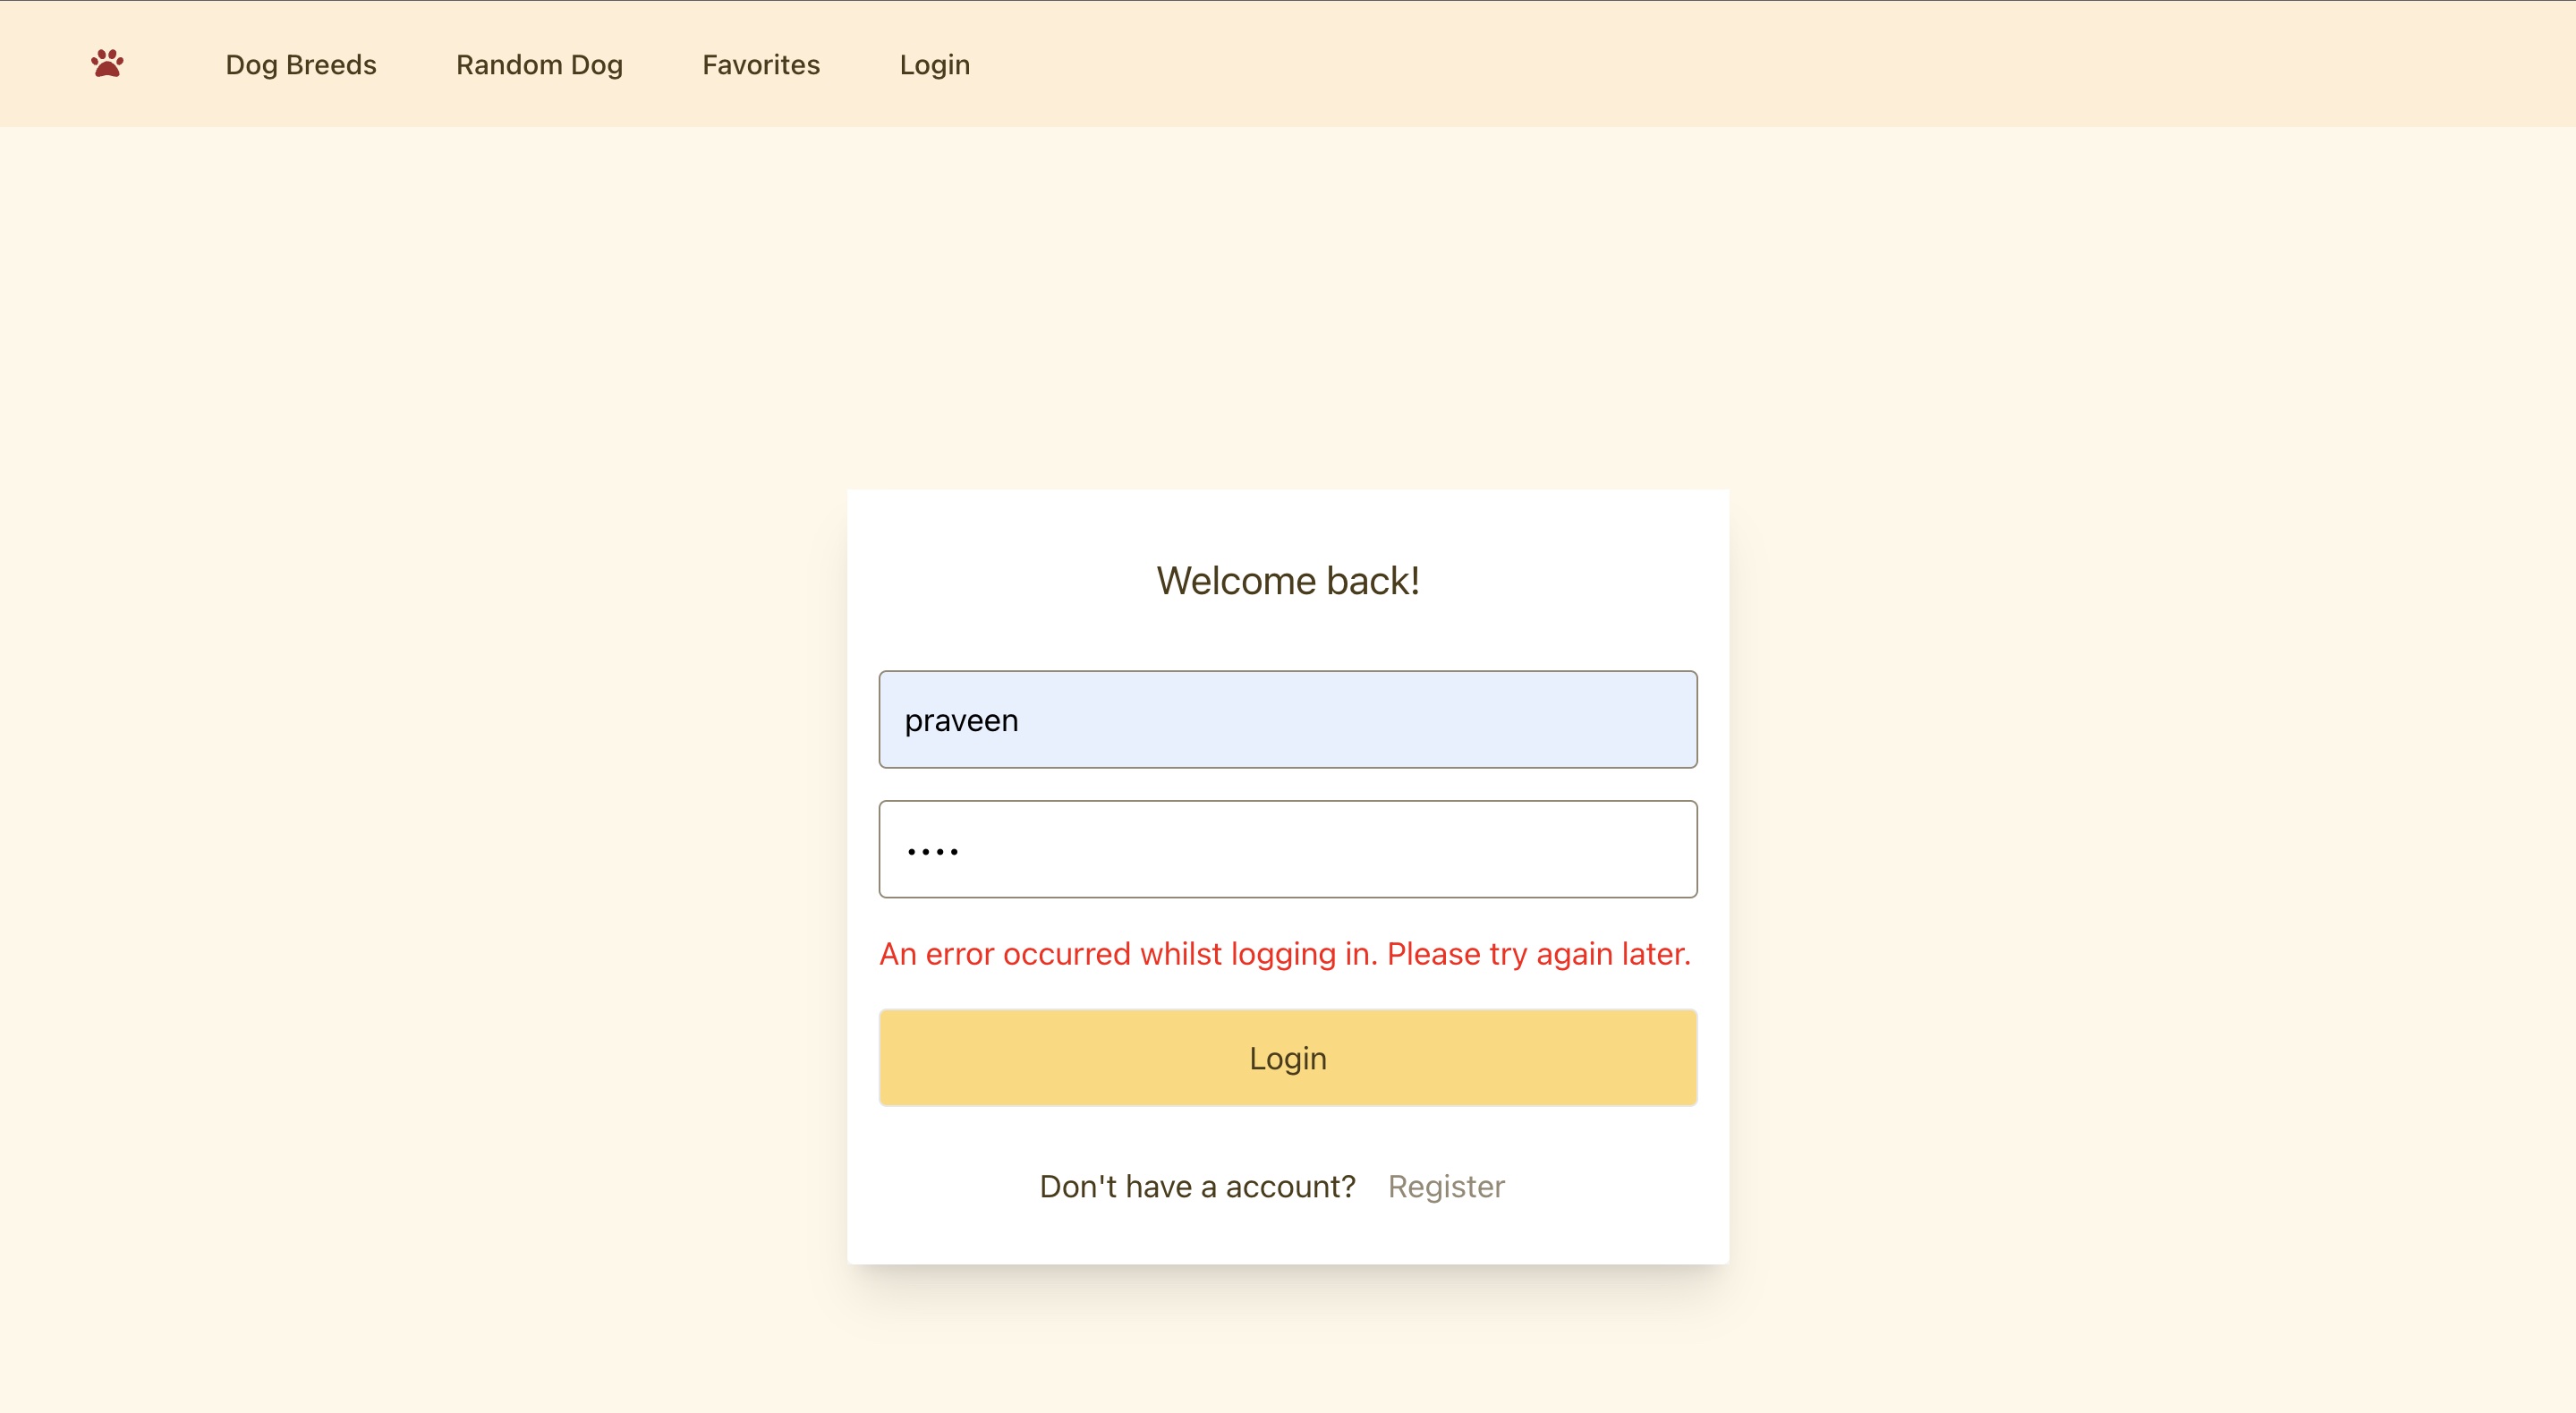 Dog Breeds Random Dog Favorites Login
Welcome back!
praveen
••••
An error occurred whilst logging in. Please try again later.
Login
Don't have a account? Register